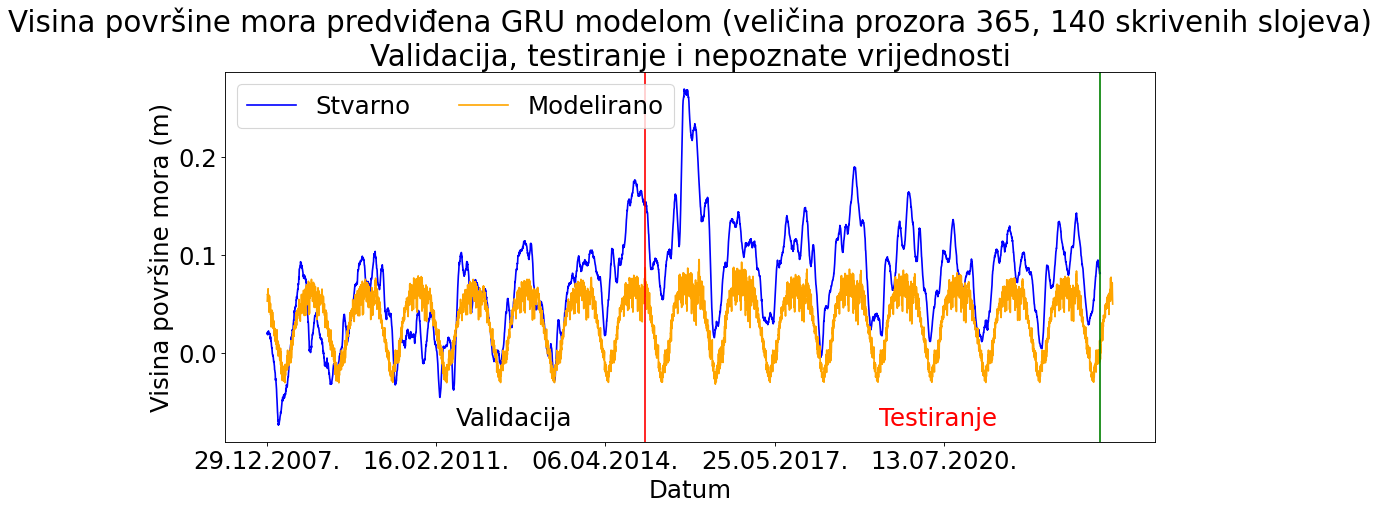 Visina površine mora predviđena GRU modelom (veličina prozora 365, 140 skrivenih slojeva)
Validacija, testiranje i nepoznate vrijednosti
Stvarno
Modelirano
Visina površine mora (m)
0.2
0.1
0.0
Validacija
Testiranje
29.12.2007.
16.02.2011.
06.04.2014.
25.05.2017.
13.07.2020.
Datum